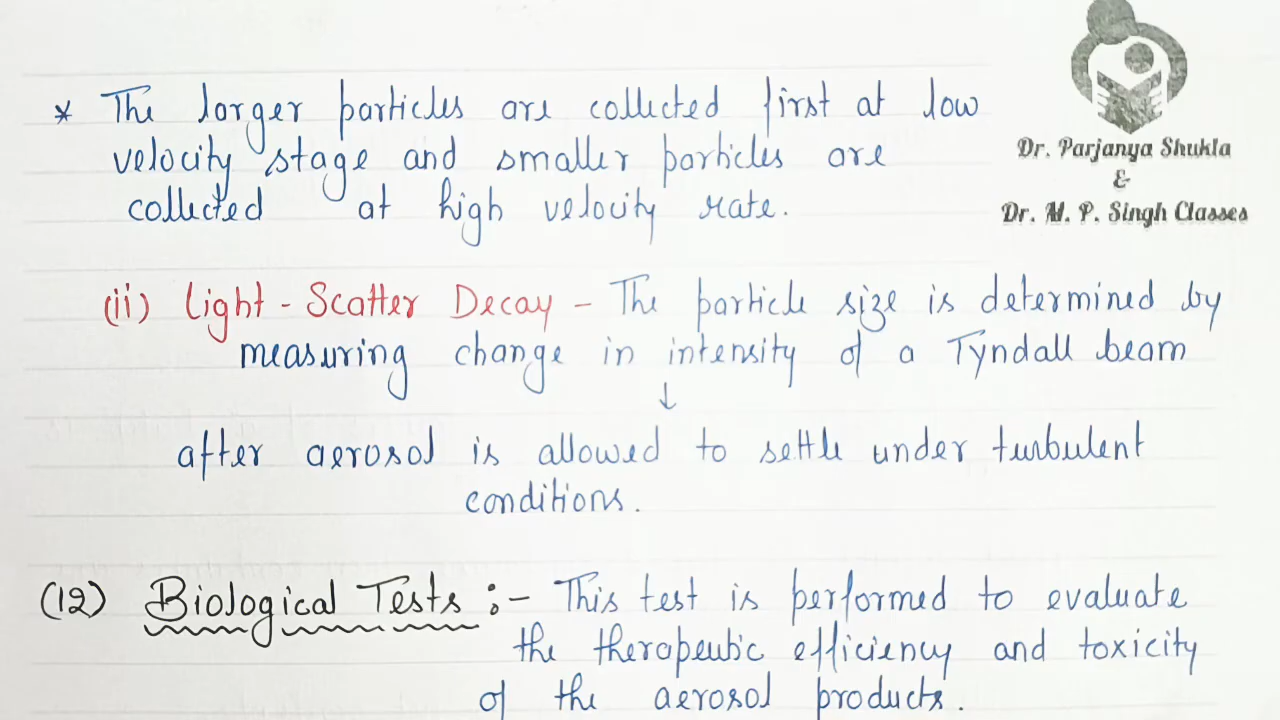 * The larger particles are collected first at low
velocity stage and smaller particles are
collected at high velocity rate.
Dr. Parjanya Shukla
&
Dr. M. P. Singh Classes
(ii) Light - Scatter Decay - The particle size is determined by
measuring change in intensity of a Tyndall beam
↓
after aerosol is allowed to settle under turbulent
conditions.
(12) Biological Tests :- This test is performed to evaluate
the therapeutic efficiency and toxicity
of the aerosol products.